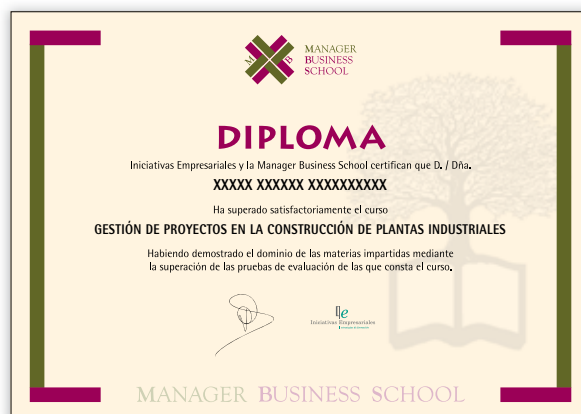 M B
MANAGER
BUSINESS
SCHOOL
DIPLOMA
Iniciativas Empresariales y la Manager Business School certifican que D. / Dña.
XXXXX XXXXXX XXXXXXXXXX
Ha superado satisfactoriamente el curso
GESTIÓN DE PROYECTOS EN LA CONSTRUCCIÓN DE PLANTAS INDUSTRIALES
Habiendo demostrado el dominio de las materias impartidas mediante
la superación de las pruebas de evaluación de las que consta el curso.
Iniciativas Empresariales
MANAGER BUSINESS SCHOOL